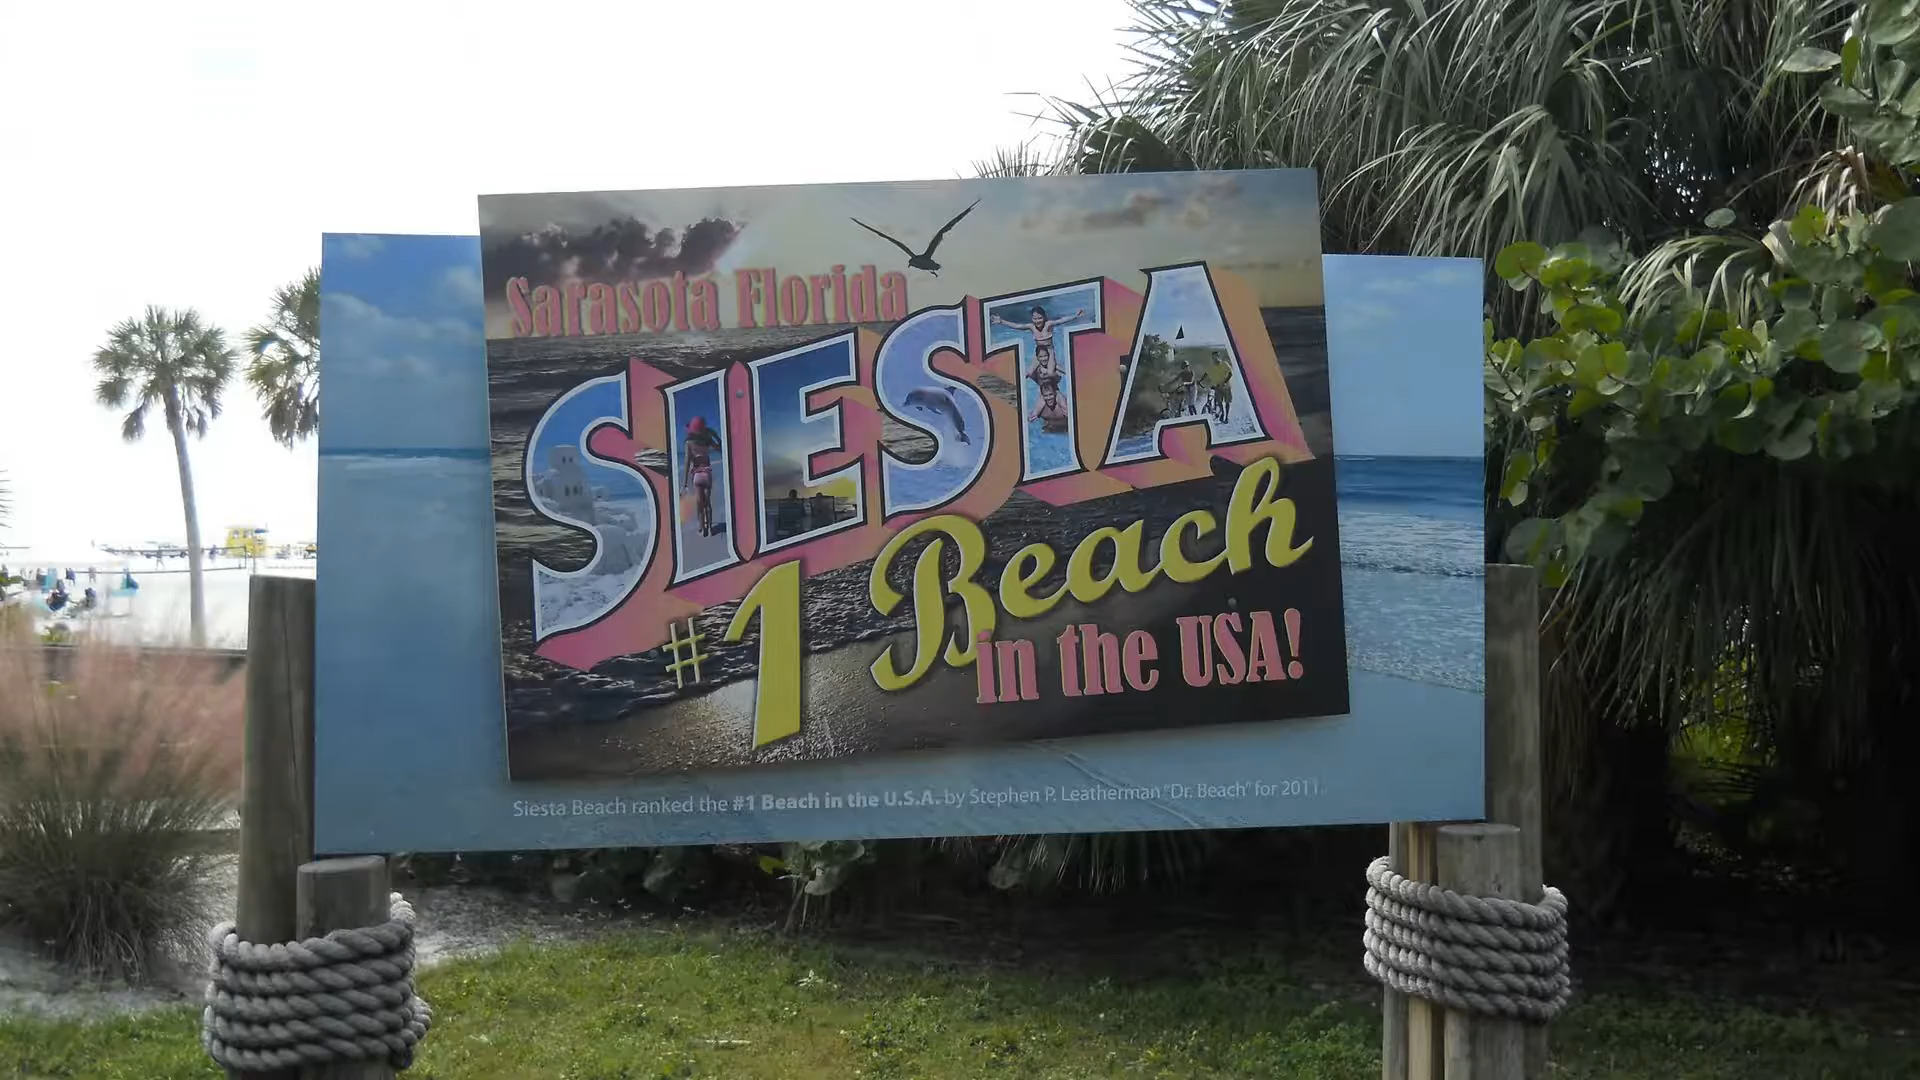 Sarasota Florida
SIESTA
#1 Beach
in the USA!
Siesta Beach ranked the #1 Beach in the U.S.A. by Stephen P. Leatherman "Dr. Beach" for 2011.